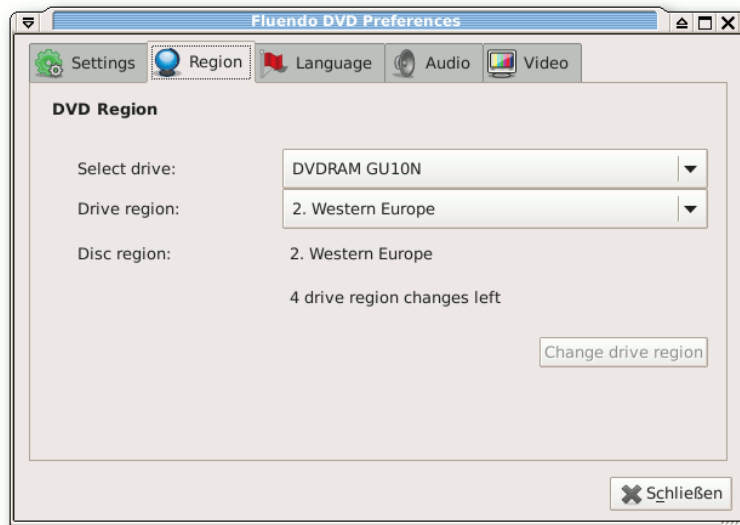 Fluendo DVD Preferences
Settings Region Language Audio Video
DVD Region
Select drive: DVDRAM GU10N
Drive region: 2. Western Europe
Disc region: 2. Western Europe
4 drive region changes left
Change drive region
Schließen